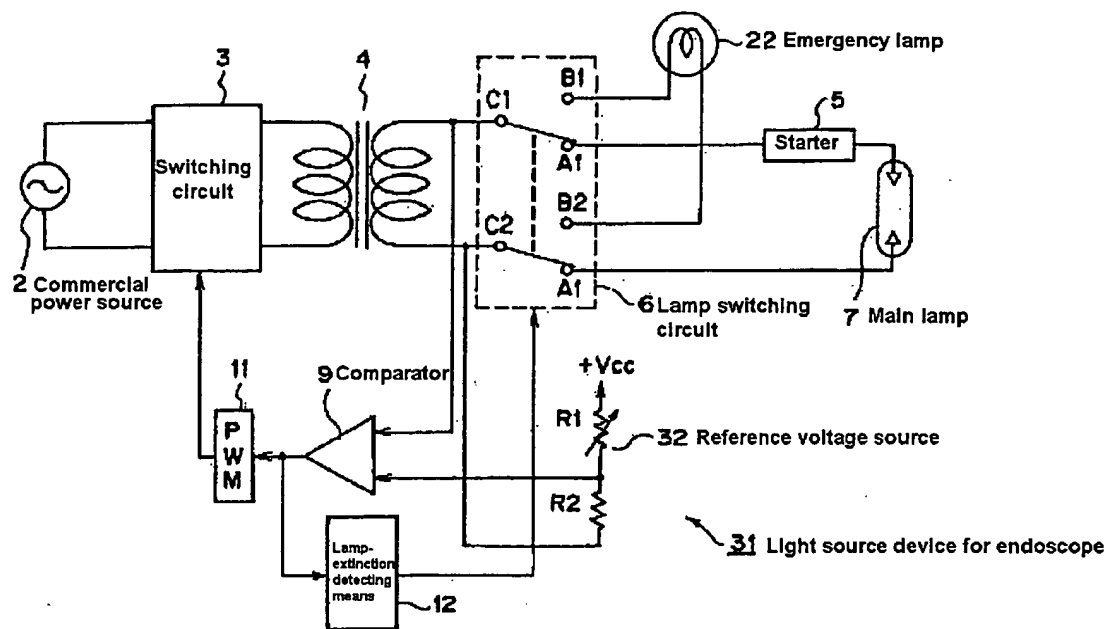 22 Emergency lamp
3
4
B1
C1
5
Starter
A1
Switching
circuit
B2
C2
A1
2 Commercial
power source
6 Lamp switching
circuit
7 Main lamp
+Vcc
11
9 Comparator
R1
32 Reference voltage source
P
W
M
R2
Lamp-
extinction
detecting
means
12
31 Light source device for endoscope